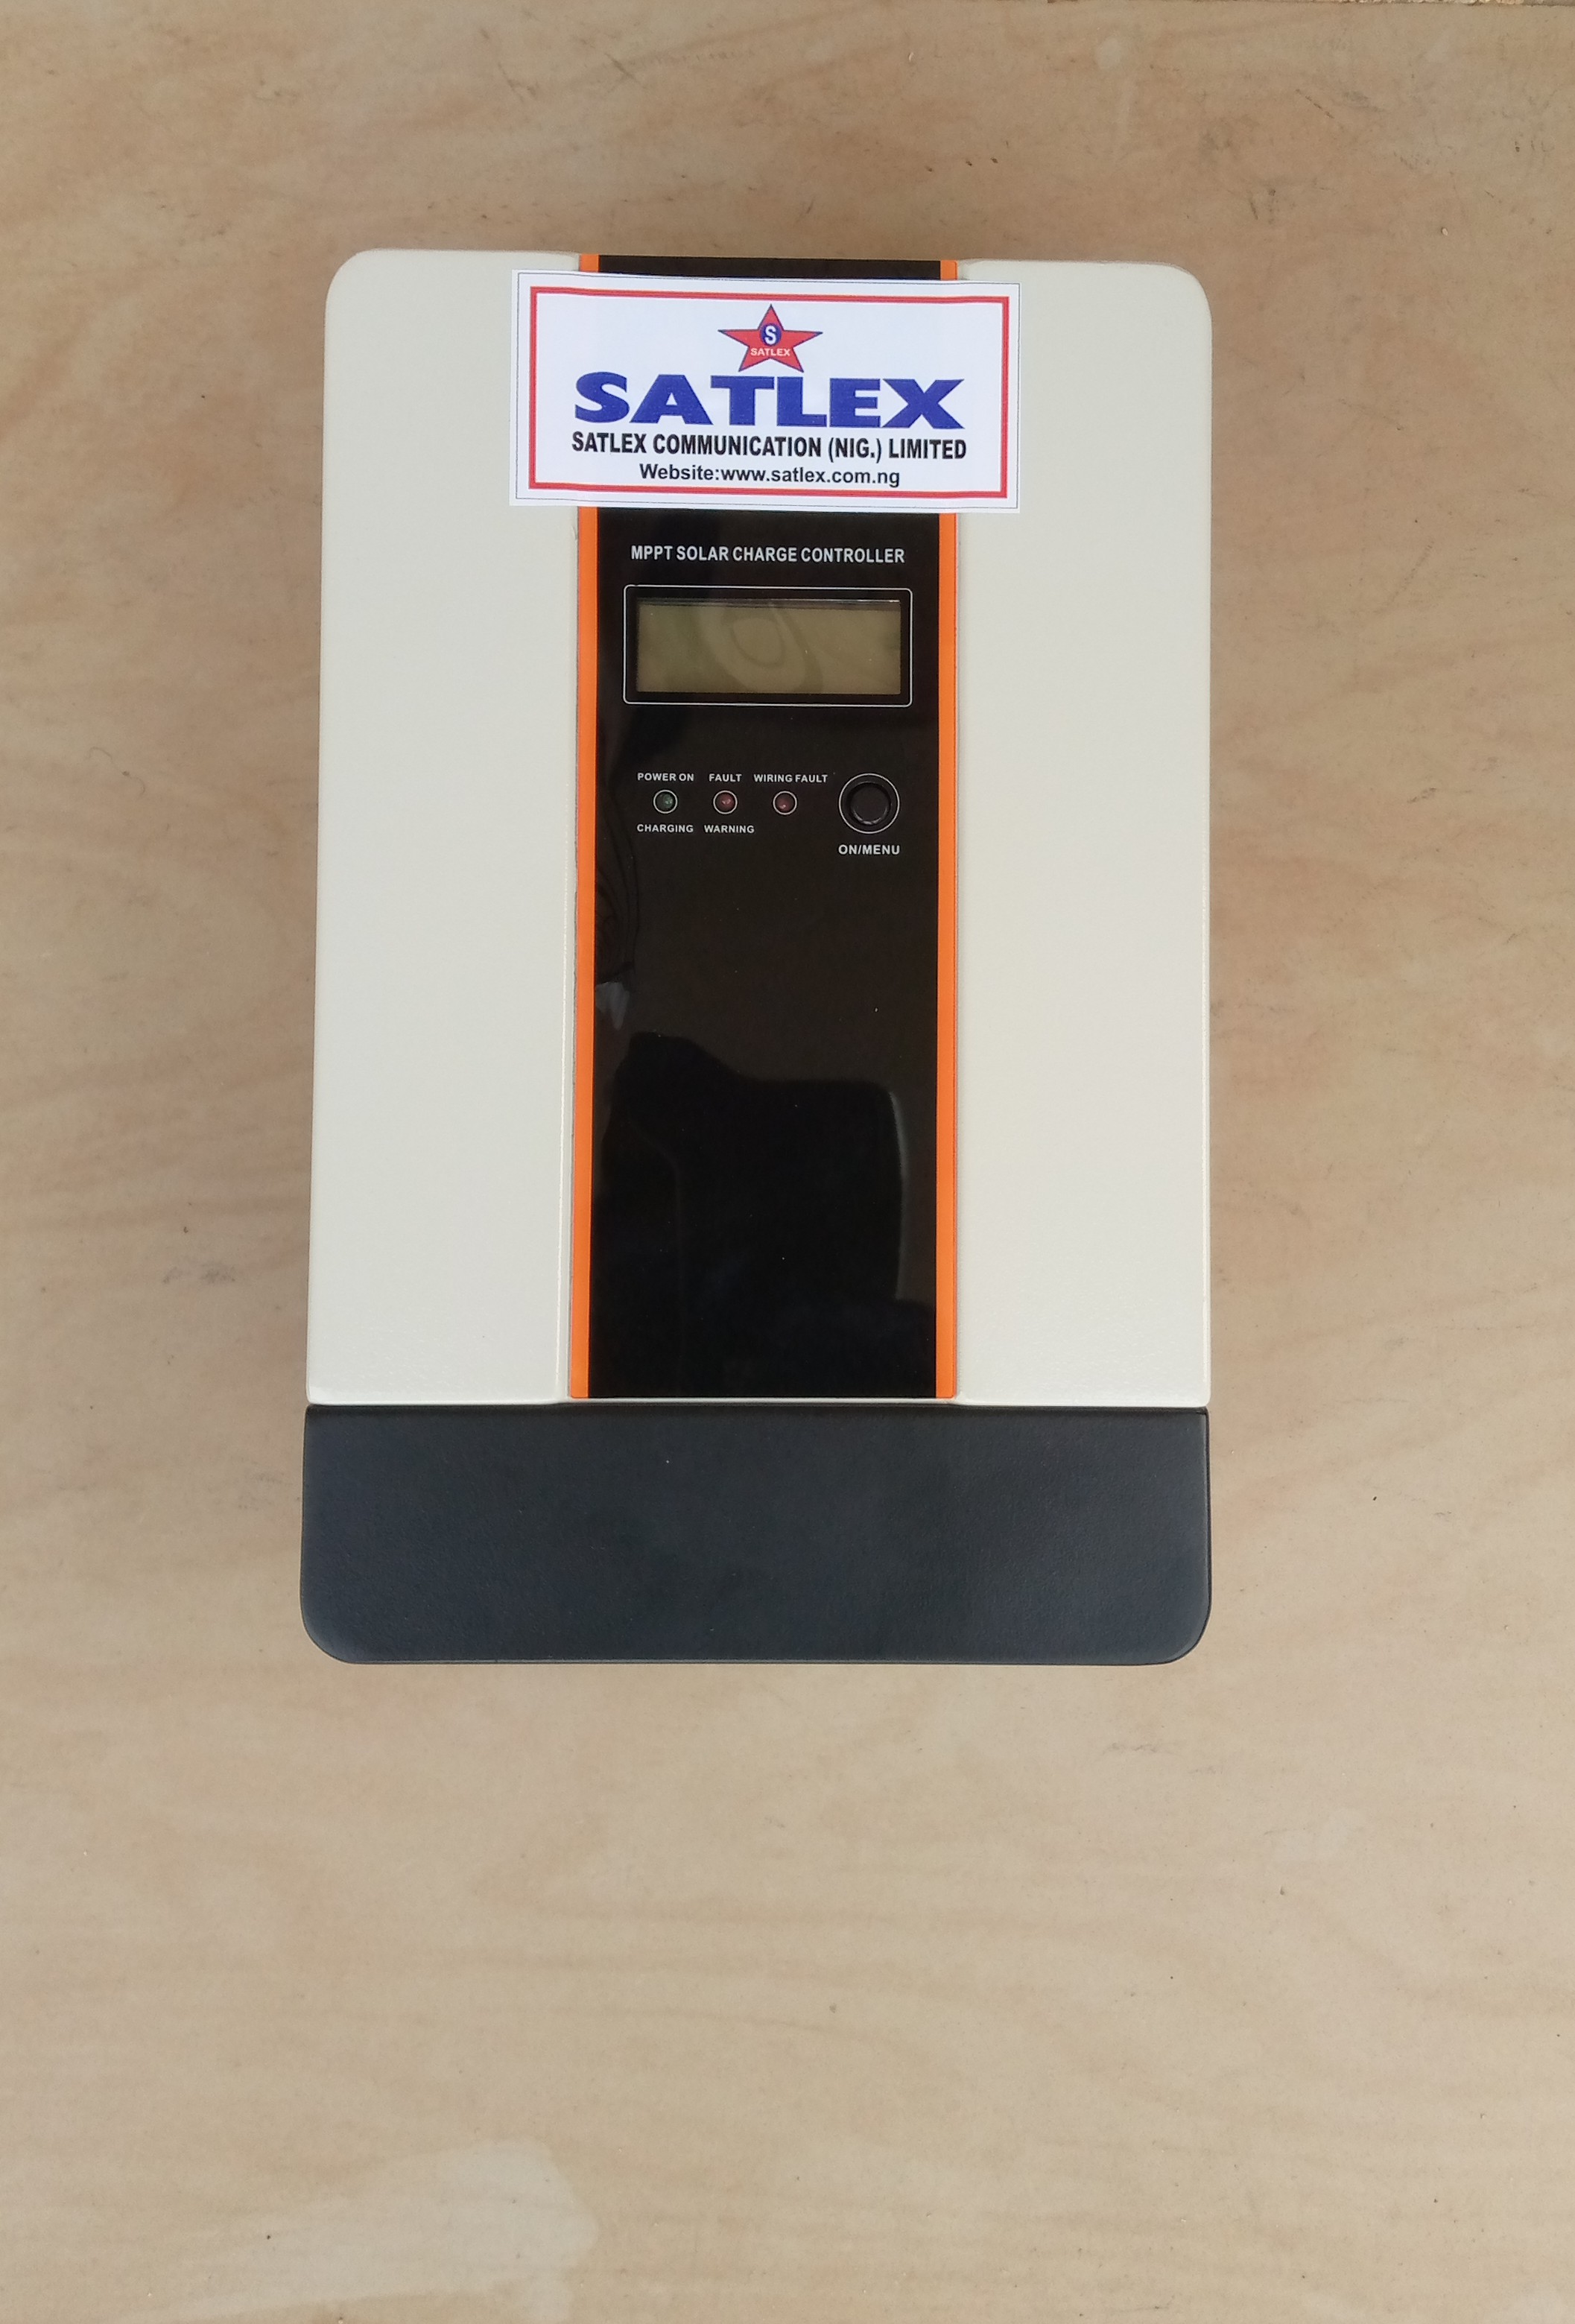 S
SATLEX
SATLEX
SATLEX COMMUNICATION (NIG.) LIMITED
Website:www.satlex.com.ng
MPPT SOLAR CHARGE CONTROLLER
POWER ON FAULT WIRING FAULT
CHARGING WARNING
ON/MENU